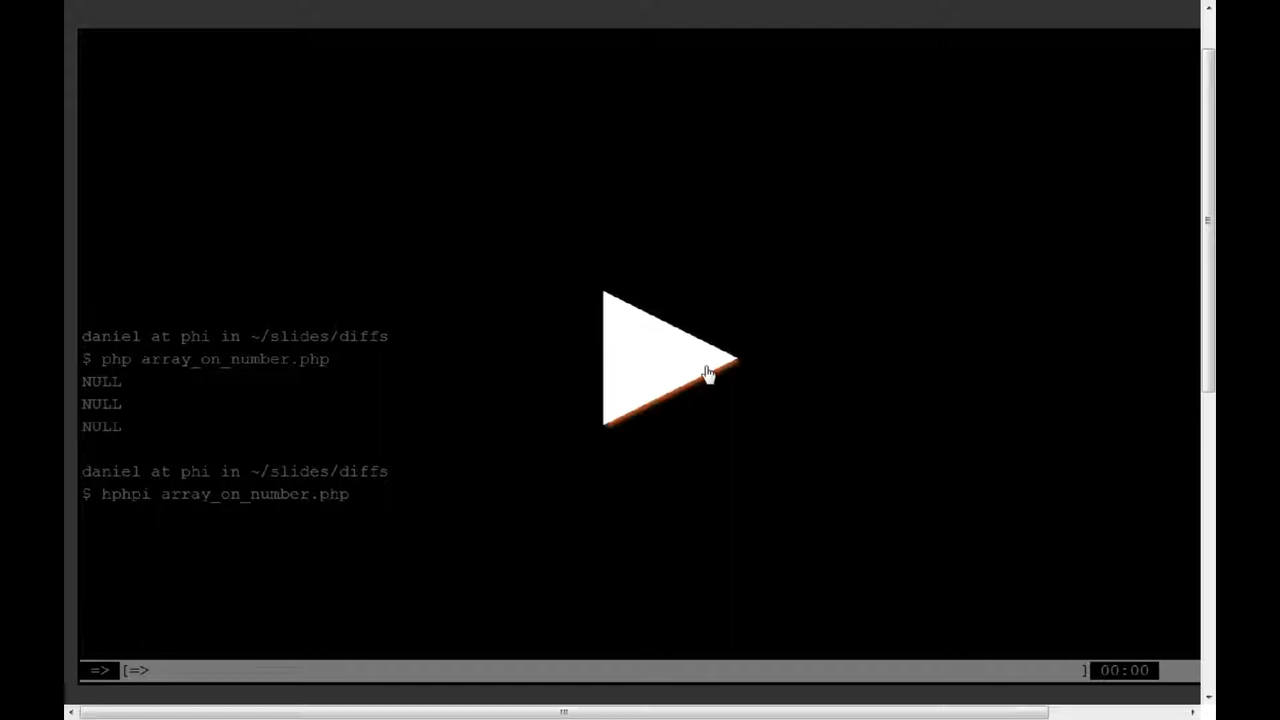 daniel at phi in ~/slides/diffs
$ php array_on_number.php
NULL
NULL
NULL
daniel at phi in ~/slides/diffs
$ hphpi array_on_number.php
=> [=> ] 00:00